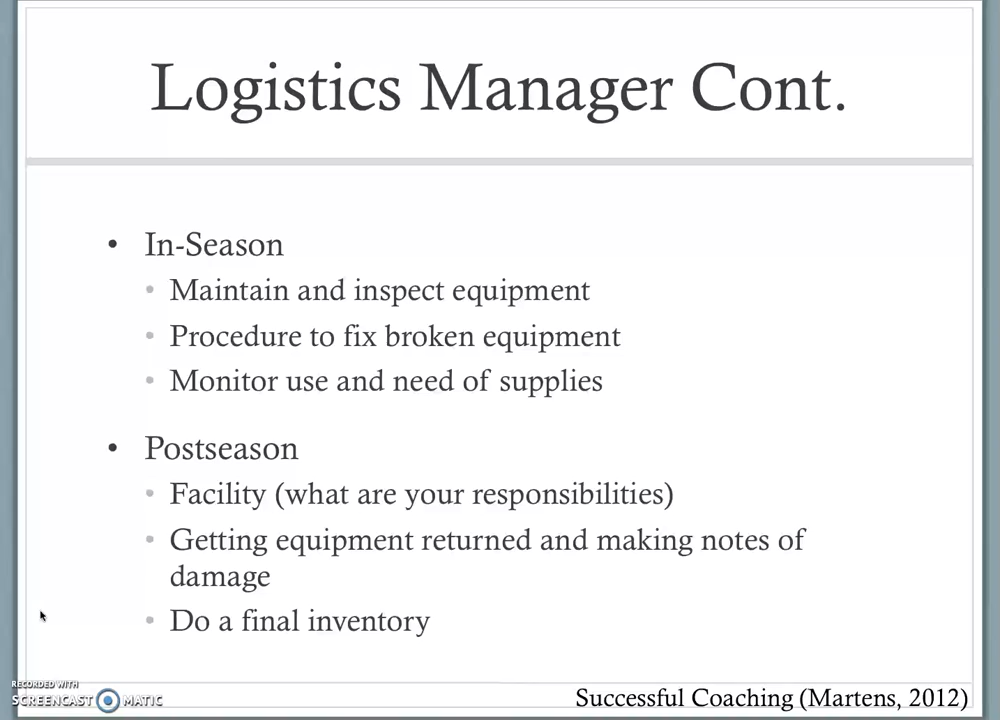 Logistics Manager Cont.
• In-Season
• Maintain and inspect equipment
• Procedure to fix broken equipment
• Monitor use and need of supplies
• Postseason
• Facility (what are your responsibilities)
• Getting equipment returned and making notes of
damage
• Do a final inventory
RECORDED WITH
SCREENCAST MATIC
Successful Coaching (Martens, 2012)